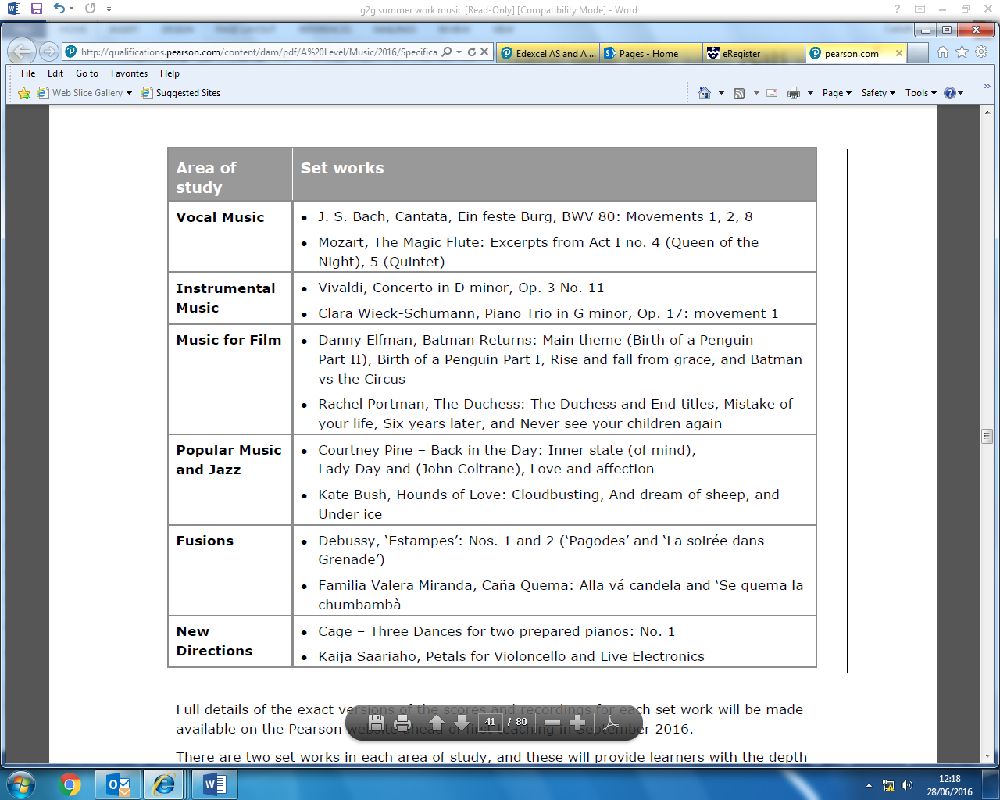 g2g summer work music [Read-Only] [Compatibility Mode] - Word
http://qualifications.pearson.com/content/dam/pdf/A%20Level/Music/2016/Specifica
Edexcel AS and A ...
Pages - Home
eRegister
pearson.com
File Edit Go to Favorites Help
Web Slice Gallery
Suggested Sites
Page Safety Tools
Area of
study
Set works
Vocal Music
• J. S. Bach, Cantata, Ein feste Burg, BWV 80: Movements 1, 2, 8
• Mozart, The Magic Flute: Excerpts from Act I no. 4 (Queen of the
Night), 5 (Quintet)
Instrumental
Music
• Vivaldi, Concerto in D minor, Op. 3 No. 11
• Clara Wieck-Schumann, Piano Trio in G minor, Op. 17: movement 1
Music for Film
• Danny Elfman, Batman Returns: Main theme (Birth of a Penguin
Part II), Birth of a Penguin Part I, Rise and fall from grace, and Batman
vs the Circus
• Rachel Portman, The Duchess: The Duchess and End titles, Mistake of
your life, Six years later, and Never see your children again
Popular Music
and Jazz
• Courtney Pine – Back in the Day: Inner state (of mind),
Lady Day and (John Coltrane), Love and affection
• Kate Bush, Hounds of Love: Cloudbusting, And dream of sheep, and
Under ice
Fusions
• Debussy, ‘Estampes’: Nos. 1 and 2 (‘Pagodes’ and ‘La soirée dans
Grenade’)
• Familia Valera Miranda, Caña Quema: Alla vá candela and ‘Se quema la
chumbambà
New
Directions
• Cage – Three Dances for two prepared pianos: No. 1
• Kaija Saariaho, Petals for Violoncello and Live Electronics
Full details of the exact versions of the scores and recordings for each set work will be made
available on the Pearson website ahead of first teaching in September 2016.
41 / 80
There are two set works in each area of study, and these will provide learners with the depth
12:18
28/06/2016